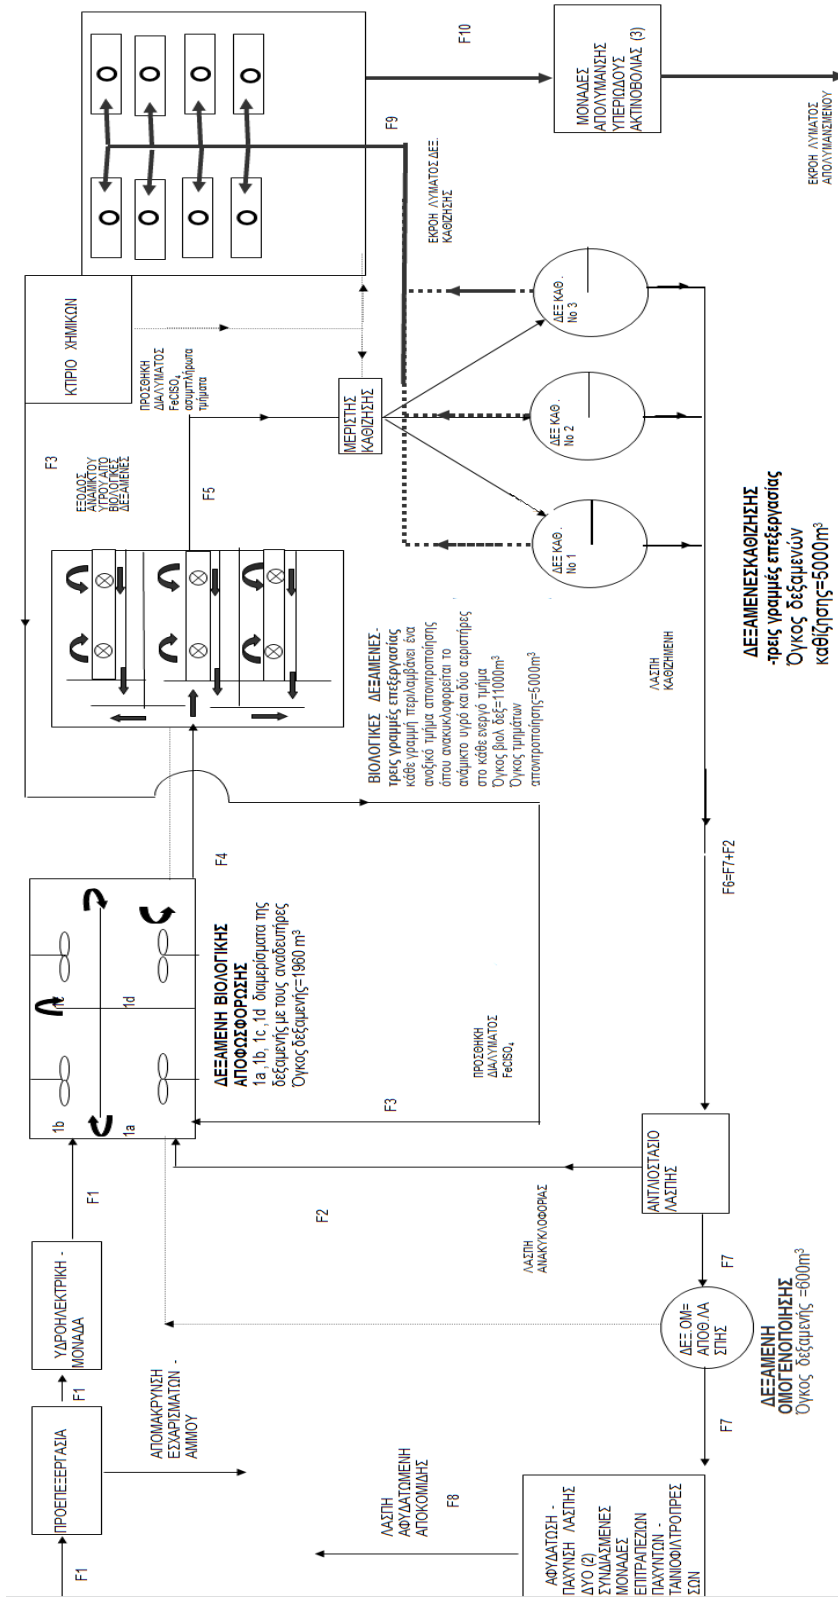 F1
ΠΡΟΕΠΕΞΕΡΓΑΣΙΑ
F1
ΥΔΡΟΗΛΕΚΤΡΙΚΗ -
ΜΟΝΑΔΑ
F1
ΑΠΟΜΑΚΡΥΝΣΗ
ΕΣΧΑΡΙΣΜΑΤΩΝ -
ΑΜΜΟΥ
1b
1a
1c
1d
ΔΕΞΑΜΕΝΗ ΒΙΟΛΟΓΙΚΗΣ
ΑΠΟΦΩΣΦΟΡΩΣΗΣ
1a ,1b, 1c ,1d διαμερίσματα της
δεξαμενής με τους αναδευτήρες
Όγκος δεξαμενής=1960 m³
F4
F3
ΕΞΟΔΟΣ
ΑΝΑΜΙΚΤΟΥ
ΥΓΡΟΥ ΑΠΌ
ΒΙΟΛΟΓΙΚΕΣ
ΔΕΞΑΜΕΝΕΣ
F5
ΒΙΟΛΟΓΙΚΕΣ ΔΕΞΑΜΕΝΕΣ-
τρεις γραμμές επεξεργασίας
κάθε γραμμή περιλαμβάνει ένα
ανοξικό τμήμα απονιτροποίησης
όπου ανακυκλοφορείται το
ανάμικτο υγρό και δύο αεριστήρες
στο κάθε ενεργό τμήμα
Όγκος βιολ δεξ=11000m³
Όγκος τμημάτων
απονιτροποίησης=5000m³
ΚΤΙΡΙΟ ΧΗΜΙΚΩΝ
ΠΡΟΣΘΗΚΗ
ΔΙΑΛΥΜΑΤΟΣ
FeClSO₄
ασυμπλήρωτα
τμήματα
ΜΕΡΙΣΤΗΣ
ΚΑΘΙΖΗΣΗΣ
O
O
O
O
O
O
O
O
F9
F10
ΕΚΡΟΗ ΛΥΜΑΤΟΣ ΔΕΞ.
ΚΑΘΙΖΗΣΗΣ
ΜΟΝΑΔΕΣ
ΑΠΟΛΥΜΑΝΣΗΣ
ΥΠΕΡΙΩΔΟΥΣ
ΑΚΤΙΝΟΒΟΛΙΑΣ (3)
ΕΚΡΟΗ ΛΥΜΑΤΟΣ
ΑΠΟΛΥΜΑΝΣΜΕΝΟΥ
ΔΕΞ ΚΑΘ.
No 1
ΔΕΞ ΚΑΘ.
No 2
ΔΕΞ ΚΑΘ.
No 3
ΔΕΞΑΜΕΝΕΣΚΑΘΙΖΗΣΗΣ
-τρεις γραμμές επεξεργασίας
Όγκος δεξαμενών
καθίζησης=5000m³
ΛΑΣΠΗ
ΚΑΘΙΖΗΜΕΝΗ
F6=F7+F2
F3
ΠΡΟΣΘΗΚΗ
ΔΙΑΛΥΜΑΤΟΣ
FeClSO₄
F2
ΛΑΣΠΗ
ΑΝΑΚΥΚΛΟΦΟΡΙΑΣ
ΑΝΤΛΙΟΣΤΑΣΙΟ
ΛΑΣΠΗΣ
F7
ΔΕΞ.ΟΜ=
ΑΠΟΘ.ΛΑ
ΣΠΗΣ
ΔΕΞΑΜΕΝΗ
ΟΜΟΓΕΝΟΠΟΙΗΣΗΣ
Όγκος δεξαμενής =600m³
F7
ΛΑΣΠΗ
ΑΦΥΔΑΤΩΜΕΝΗ
ΑΠΟΚΟΜΙΔΗΣ
F8
ΑΦΥΔΑΤΩΣΗ -
ΠΑΧΥΝΣΗ ΛΑΣΠΗΣ
ΔΥΟ (2)
ΣΥΝΔΙΑΣΜΕΝΕΣ
ΜΟΝΑΔΕΣ
ΕΠΙΤΡΑΠΕΖΙΩΝ
ΠΑΧΥΝΤΩΝ -
ΤΑΙΝΙΟΦΙΛΤΡΟΠΡΕΣ
ΣΩΝ